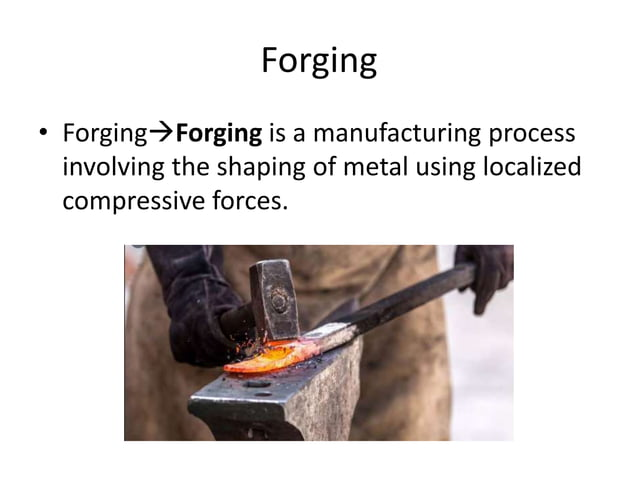 Forging
• Forging→Forging is a manufacturing process
involving the shaping of metal using localized
compressive forces.